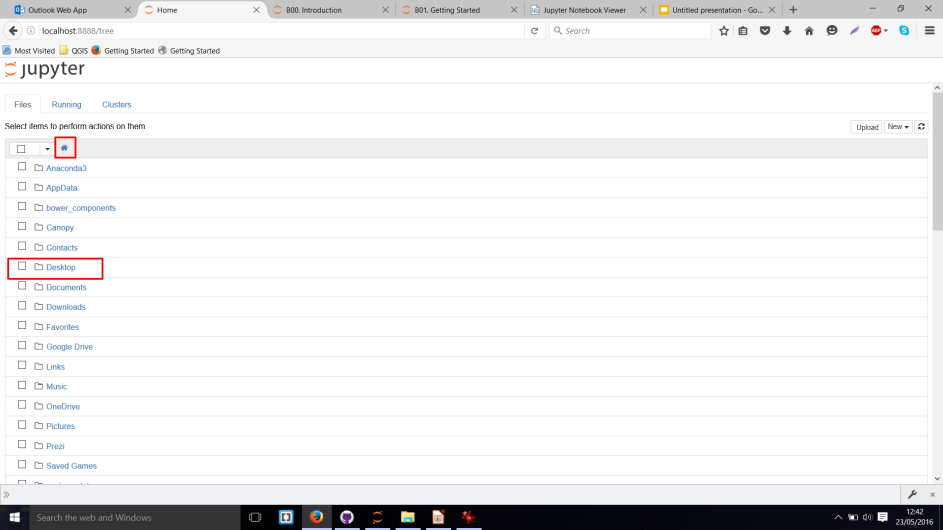 Outlook Web App
Home
B00. Introduction
B01. Getting Started
Jupyter Notebook Viewer
Untitled presentation - Go...
localhost:8888/tree
Search
Most Visited
QGIS
Getting Started
Getting Started
jupyter
Files
Running
Clusters
Select items to perform actions on them
Upload
New
Anaconda3
AppData
bower_components
Canopy
Contacts
Desktop
Documents
Downloads
Favorites
Google Drive
Links
Music
OneDrive
Pictures
Prezi
Saved Games
Search the web and Windows
12:42
23/05/2016